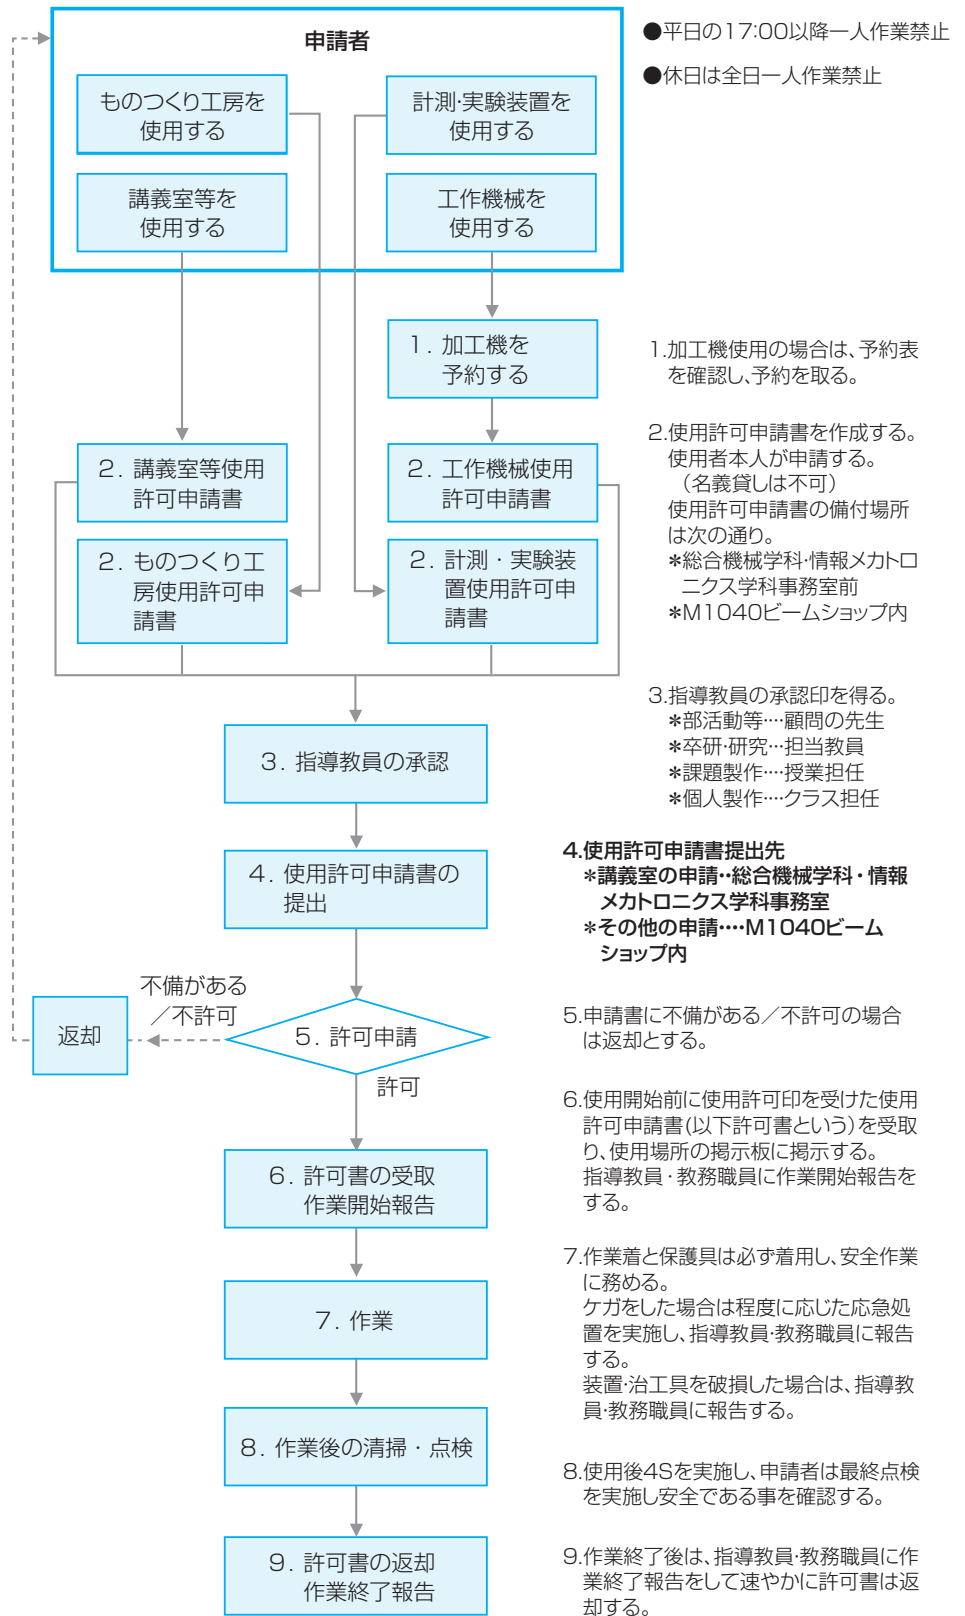 申請者
●平日の17:00以降一人作業禁止
●休日は全日一人作業禁止
ものつくり工房を
使用する
計測·実験装置を
使用する
講義室等を
使用する
工作機械を
使用する
1. 加工機を
予約する
1.加工機使用の場合は、予約表
を確認し、予約を取る。
2. 講義室等使用
許可申請書
2. 工作機械使用
許可申請書
2. ものつくり工
房使用許可申
請書
2. 計測・実験装
置使用許可申
請書
2.使用許可申請書を作成する。
使用者本人が申請する。
（名義貸しは不可）
使用許可申請書の備付場所
は次の通り。
*総合機械学科·情報メカトロ
ニクス学科事務室前
*M1040ビームショップ内
3. 指導教員の承認
3.指導教員の承認印を得る。
*部活動等····顧問の先生
*卒研·研究···担当教員
*課題製作····授業担任
*個人製作····クラス担任
4. 使用許可申請書の
提出
4.使用許可申請書提出先
*講義室の申請··総合機械学科・情報
メカトロニクス学科事務室
*その他の申請····M1040ビーム
ショップ内
不備がある
／不許可
返却
5. 許可申請
許可
5.申請書に不備がある／不許可の場合
は返却とする。
6. 許可書の受取
作業開始報告
6.使用開始前に使用許可印を受けた使用
許可申請書(以下許可書という)を受取
り、使用場所の掲示板に掲示する。
指導教員・教務職員に作業開始報告を
する。
7. 作業
7.作業着と保護具は必ず着用し、安全作業
に務める。
ケガをした場合は程度に応じた応急処
置を実施し、指導教員·教務職員に報告
する。
装置·治工具を破損した場合は、指導教
員·教務職員に報告する。
8. 作業後の清掃・点検
8.使用後4Sを実施し、申請者は最終点検
を実施し安全である事を確認する。
9. 許可書の返却
作業終了報告
9.作業終了後は、指導教員·教務職員に作
業終了報告をして速やかに許可書は返
却する。